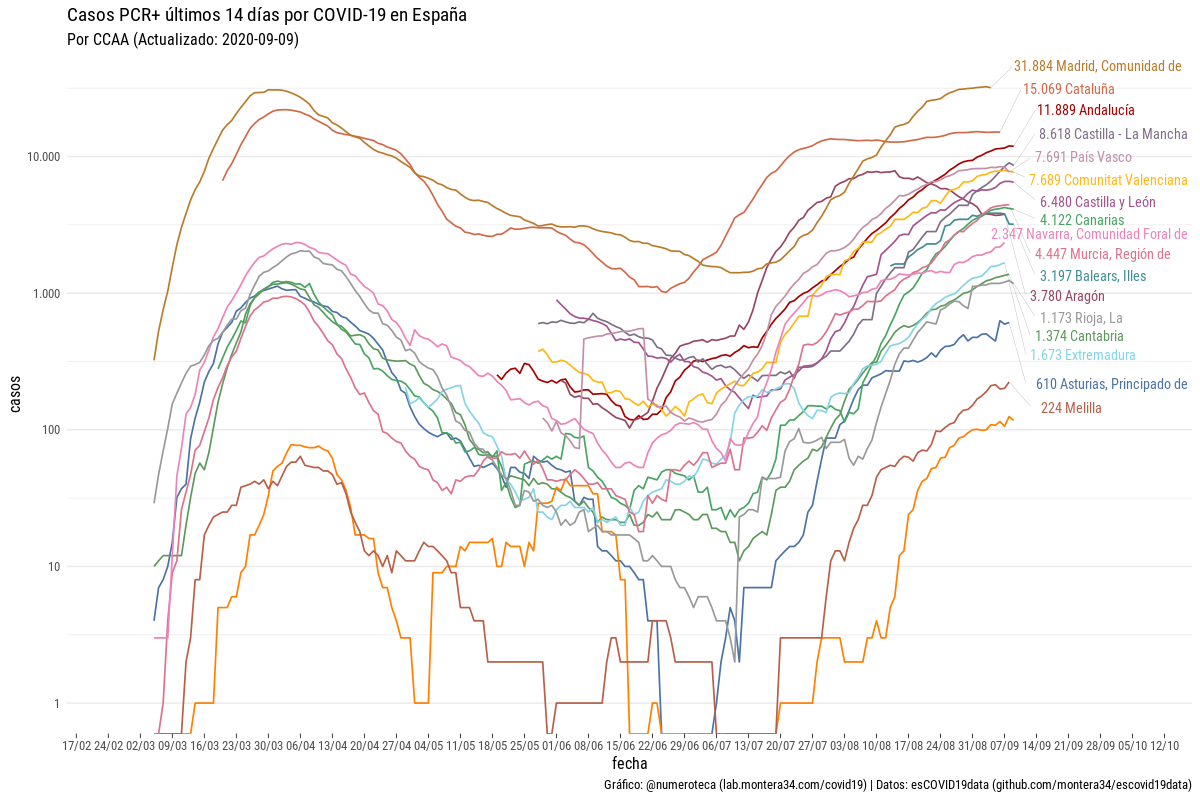 Casos PCR+ últimos 14 días por COVID-19 en España
Por CCAA (Actualizado: 2020-09-09)
31.884 Madrid, Comunidad de
15.069 Cataluña
11.889 Andalucía
8.618 Castilla - La Mancha
7.691 País Vasco
7.689 Comunitat Valenciana
6.480 Castilla y León
4.122 Canarias
2.347 Navarra, Comunidad Foral de
4.447 Murcia, Región de
3.197 Balears, Illes
3.780 Aragón
1.173 Rioja, La
1.374 Cantabria
1.673 Extremadura
610 Asturias, Principado de
224 Melilla
10.000
1.000
100
10
1
casos
17/02 24/02 02/03 09/03 16/03 23/03 30/03 06/04 13/04 20/04 27/04 04/05 11/05 18/05 25/05 01/06 08/06 15/06 22/06 29/06 06/07 13/07 20/07 27/07 03/08 10/08 17/08 24/08 31/08 07/09 14/09 21/09 28/09 05/10 12/10
fecha
Gráfico: @numeroteca (lab.montera34.com/covid19) | Datos: esCOVID19data (github.com/montera34/escovid19data)